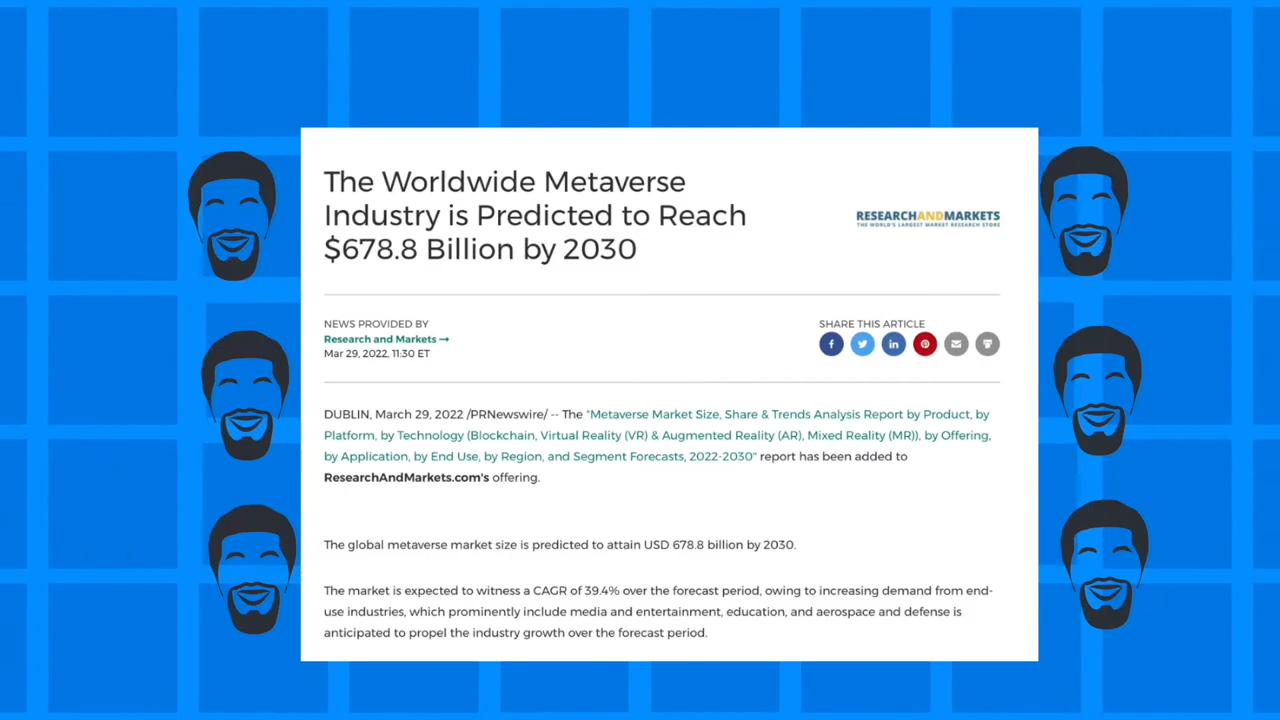 The Worldwide Metaverse
Industry is Predicted to Reach
$678.8 Billion by 2030
RESEARCHANDMARKETS
THE WORLD'S LARGEST MARKET RESEARCH STORE
NEWS PROVIDED BY
Research and Markets →
Mar 29, 2022, 11:30 ET
SHARE THIS ARTICLE
DUBLIN, March 29, 2022 /PRNewswire/ -- The "Metaverse Market Size, Share & Trends Analysis Report by Product, by
Platform, by Technology (Blockchain, Virtual Reality (VR) & Augmented Reality (AR), Mixed Reality (MR)), by Offering,
by Application, by End Use, by Region, and Segment Forecasts, 2022-2030" report has been added to
ResearchAndMarkets.com's offering.
The global metaverse market size is predicted to attain USD 678.8 billion by 2030.
The market is expected to witness a CAGR of 39.4% over the forecast period, owing to increasing demand from end-
use industries, which prominently include media and entertainment, education, and aerospace and defense is
anticipated to propel the industry growth over the forecast period.